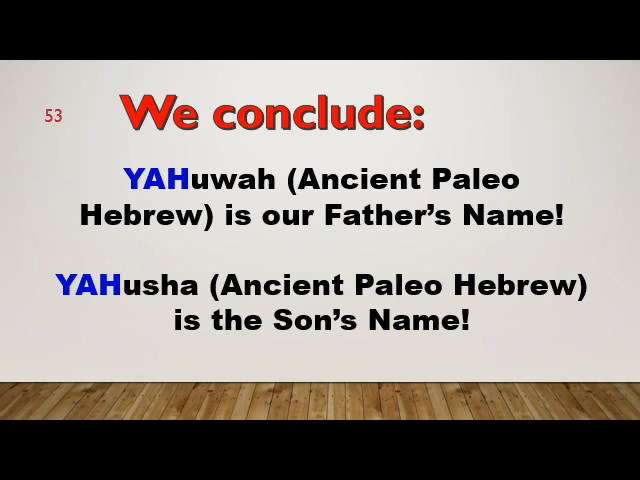 53
We conclude:
YAHuwah (Ancient Paleo
Hebrew) is our Father’s Name!
YAHusha (Ancient Paleo Hebrew)
is the Son’s Name!